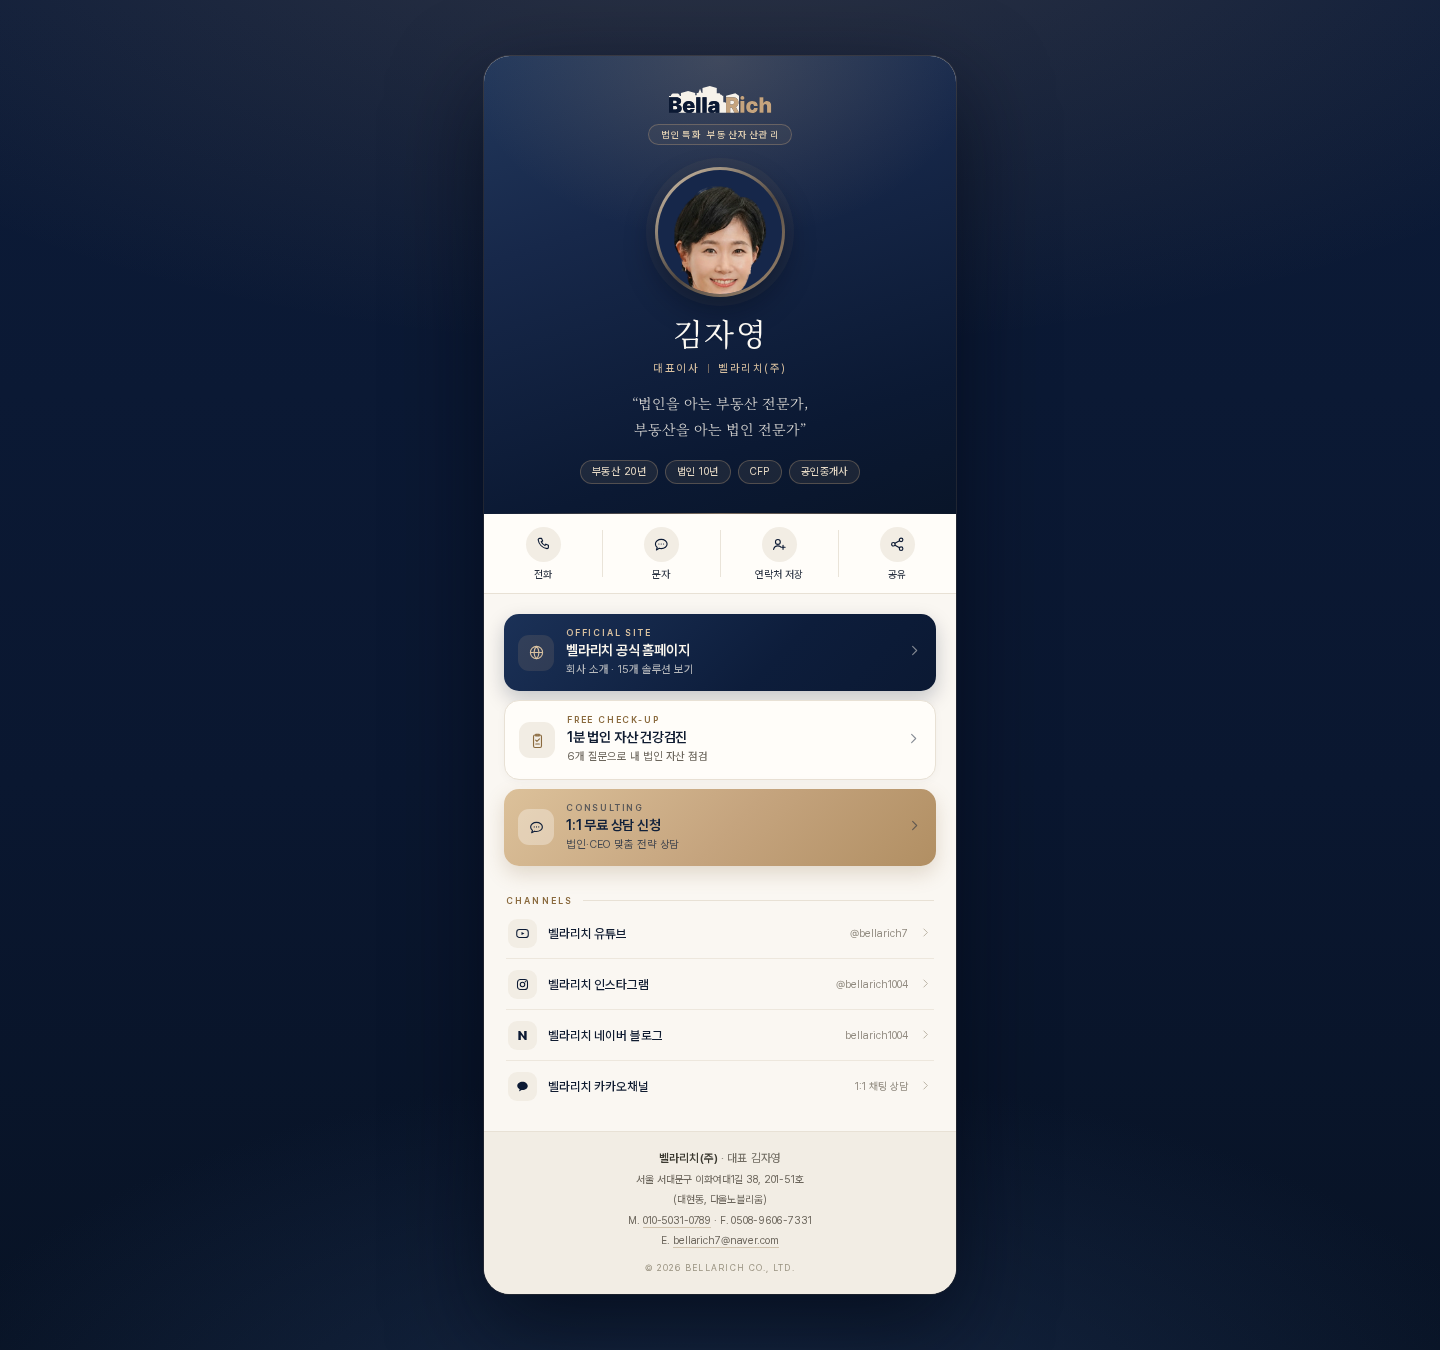 Bella Rich
법인특화 부동산자산관리
김자영
대표이사 | 벨라리치(주)
“법인을 아는 부동산 전문가,
부동산을 아는 법인 전문가”
부동산 20년 법인 10년 CFP 공인중개사
전화 문자 연락처 저장 공유
OFFICIAL SITE
벨라리치 공식 홈페이지
회사 소개 · 15개 솔루션 보기
FREE CHECK-UP
1분 법인 자산 건강검진
6개 질문으로 내 법인 자산 점검
CONSULTING
1:1 무료 상담 신청
법인·CEO 맞춤 전략 상담
CHANNELS
벨라리치 유튜브 @bellarich7
벨라리치 인스타그램 @bellarich1004
N 벨라리치 네이버 블로그 bellarich1004
벨라리치 카카오채널 1:1 채팅 상담
벨라리치(주) · 대표 김자영
서울 서대문구 이화여대1길 38, 201-51호
(대현동, 다올노블리움)
M. 010-5031-0789 · F. 0508-9606-7331
E. bellarich7@naver.com
© 2026 BELLARICH CO., LTD.